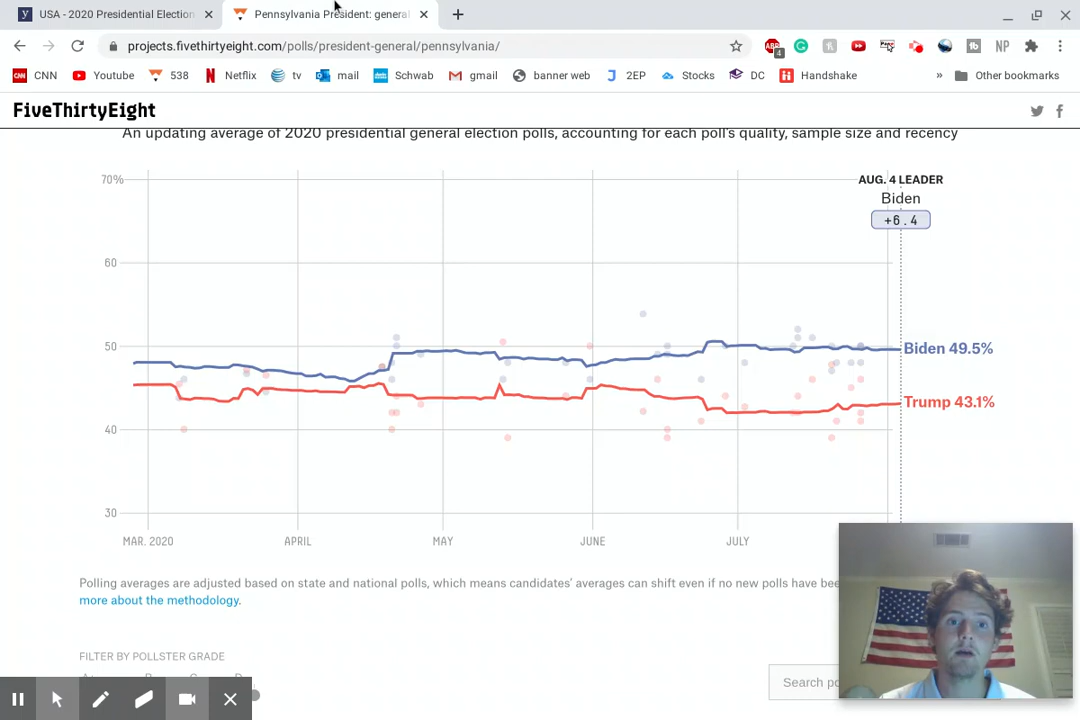 USA - 2020 Presidential Election
Pennsylvania President: general
projects.fivethirtyeight.com/polls/president-general/pennsylvania/
ABP
4
NP
CNN
Youtube
538
Netflix
tv
mail
Schwab
gmail
banner web
2EP
Stocks
DC
Handshake
»
Other bookmarks
FiveThirtyEight
An updating average of 2020 presidential general election polls, accounting for each poll's quality, sample size and recency
70%
AUG. 4 LEADER
Biden
+6.4
60
50
Biden 49.5%
Trump 43.1%
40
30
MAR. 2020
APRIL
MAY
JUNE
JULY
Polling averages are adjusted based on state and national polls, which means candidates' averages can shift even if no new polls have
more about the methodology.
FILTER BY POLLSTER GRADE
Search